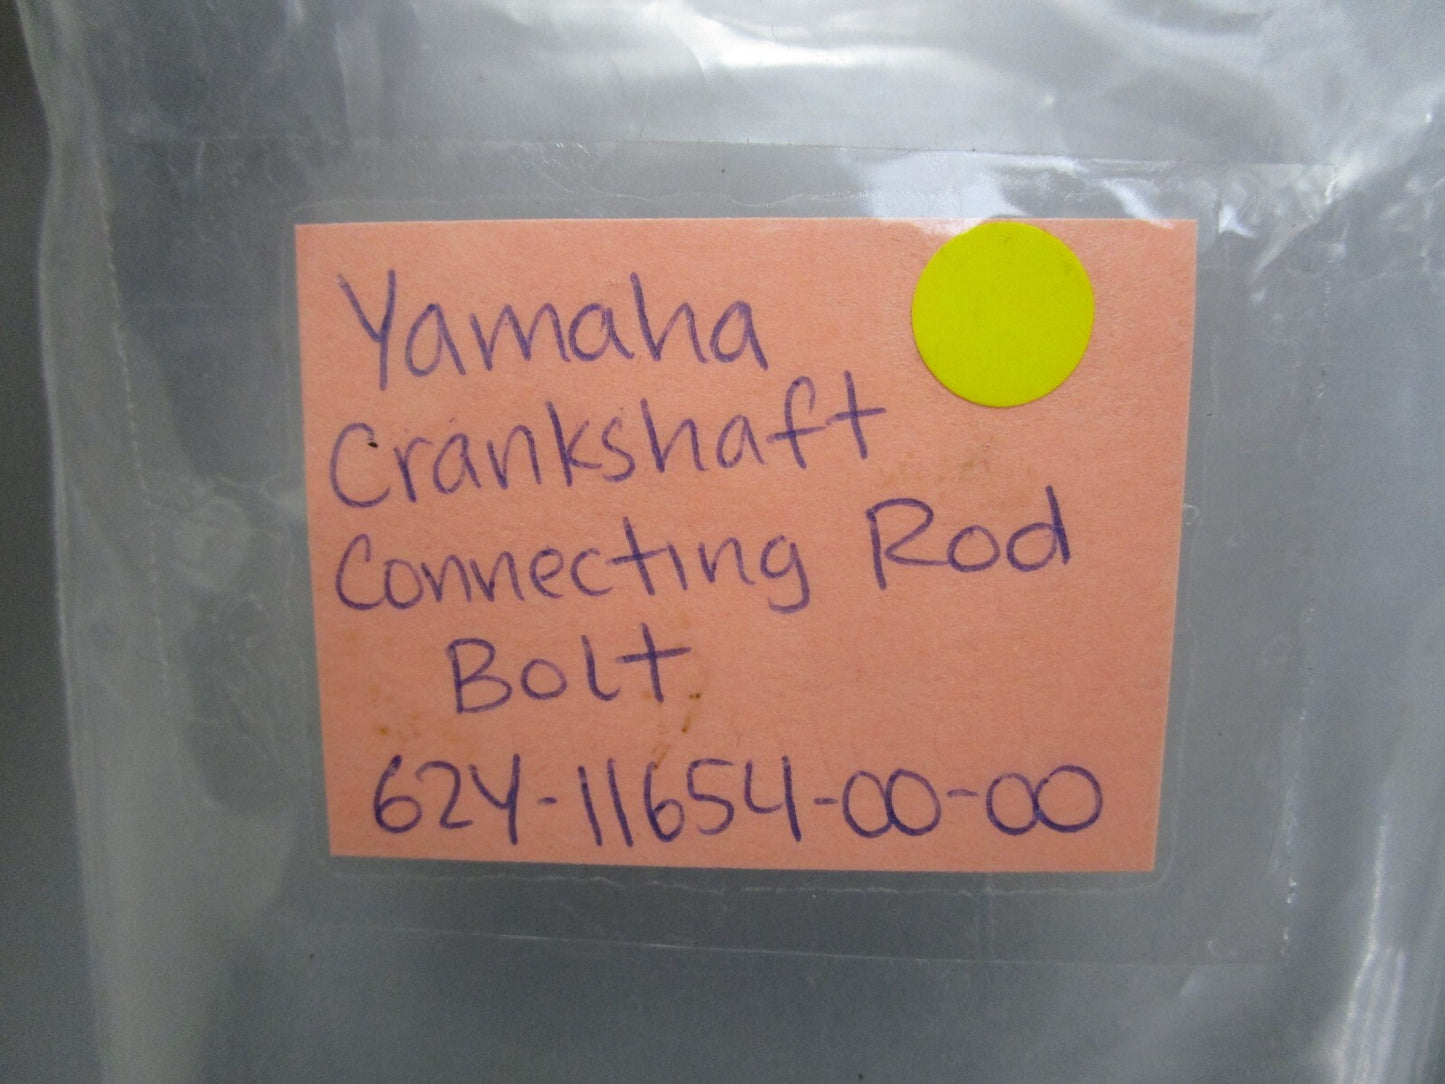 Yamaha
Crankshaft
Connecting Rod
Bolt
62Y-11654-00-00